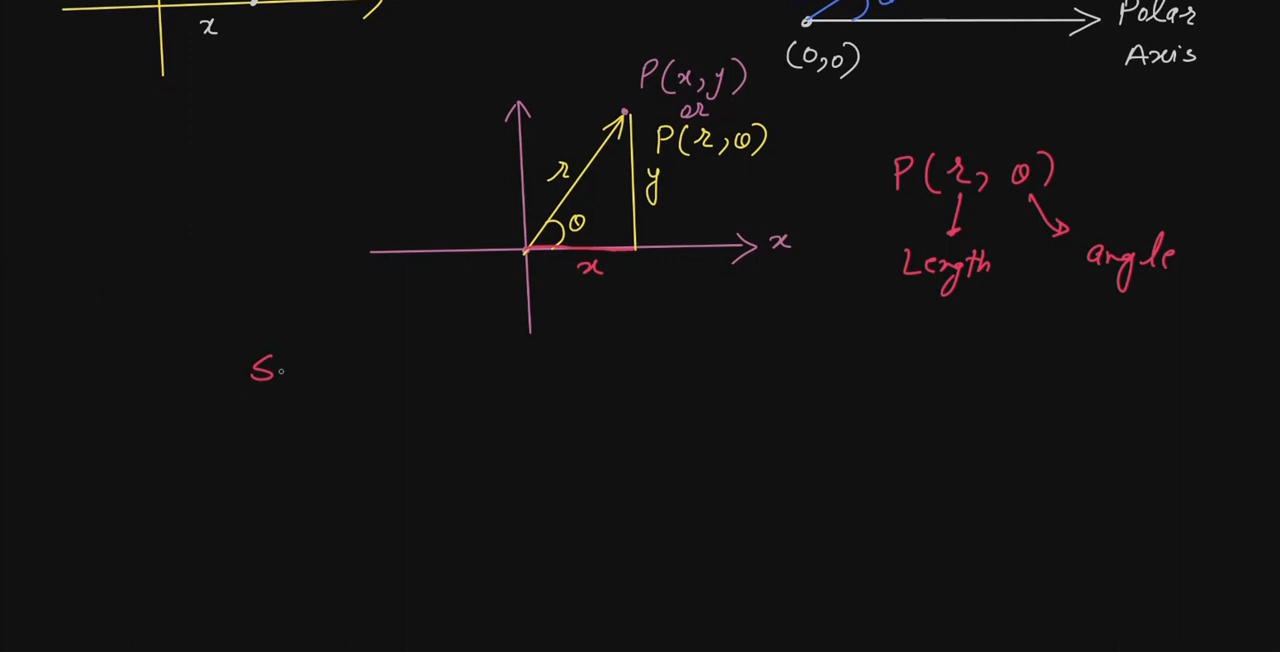 x
Polar
Axis
(0,0)
P(x,y)
or
P(r,θ)
r
y
θ
x
x
P(r, θ)
Length
angle
S